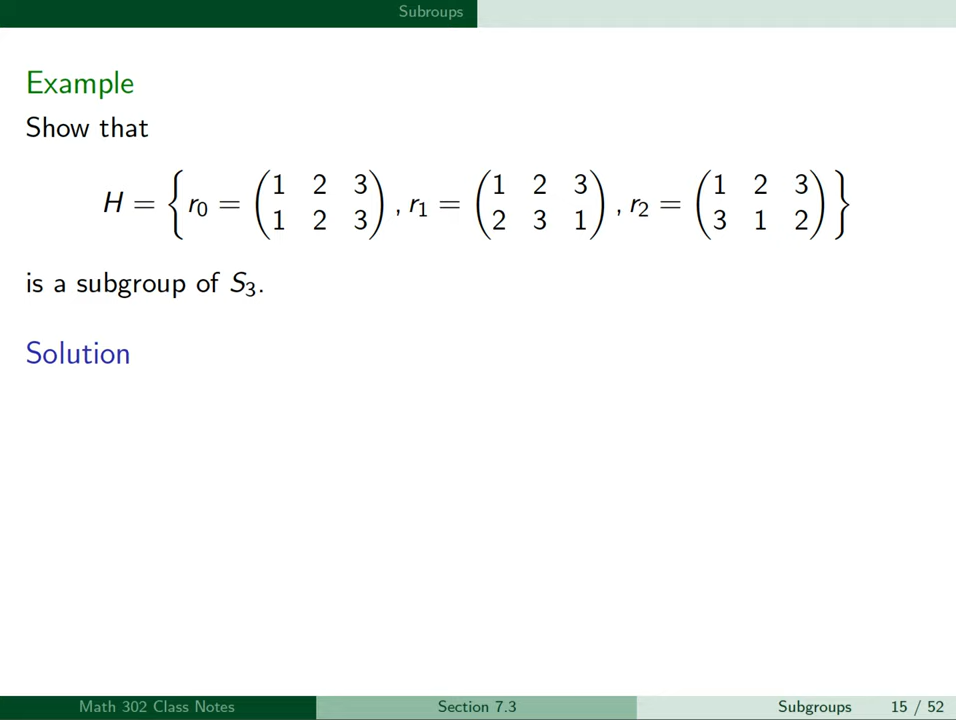 Subroups
Example
Show that
H = { r₀ = (1 2 3 / 1 2 3), r₁ = (1 2 3 / 2 3 1), r₂ = (1 2 3 / 3 1 2) }
is a subgroup of S₃.
Solution
Math 302 Class Notes Section 7.3 Subgroups 15 / 52